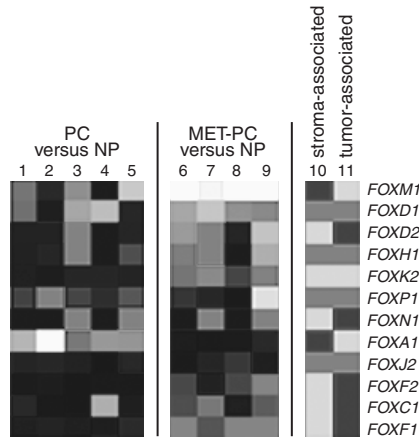 stroma-associated
tumor-associated
PC
versus NP
MET-PC
versus NP
1 2 3 4 5 6 7 8 9 10 11
FOXM1
FOXD1
FOXD2
FOXH1
FOXK2
FOXP1
FOXN1
FOXA1
FOXJ2
FOXF2
FOXC1
FOXF1